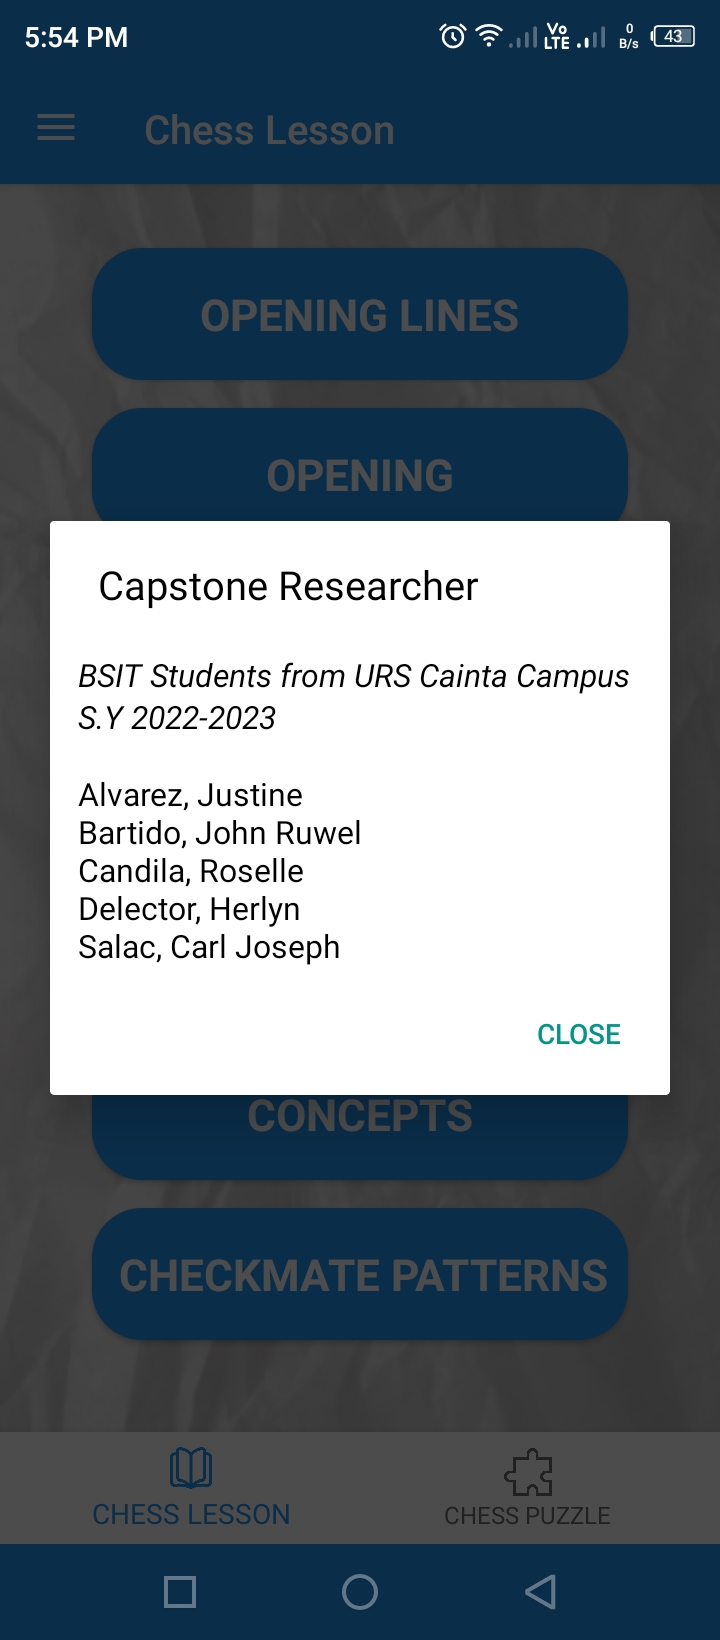 5:54 PM
Vo
LTE
0
B/s
43
Chess Lesson
OPENING LINES
OPENING
Capstone Researcher
BSIT Students from URS Cainta Campus
S.Y 2022-2023
Alvarez, Justine
Bartido, John Ruwel
Candila, Roselle
Delector, Herlyn
Salac, Carl Joseph
CLOSE
CONCEPTS
CHECKMATE PATTERNS
CHESS LESSON
CHESS PUZZLE